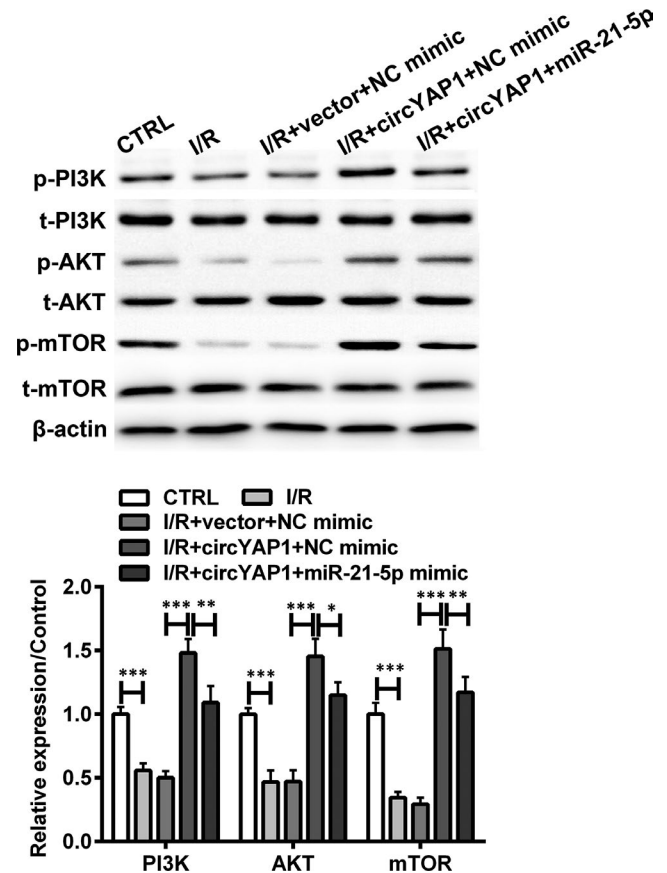 CTRL
I/R
I/R+vector+NC mimic
I/R+circYAP1+NC mimic
I/R+circYAP1+miR-21-5p
p-PI3K
t-PI3K
p-AKT
t-AKT
p-mTOR
t-mTOR
β-actin
CTRL I/R
I/R+vector+NC mimic
I/R+circYAP1+NC mimic
I/R+circYAP1+miR-21-5p mimic
Relative expression/Control
2.0
1.5
1.0
0.5
0.0
*** *** **
*** *** *
*** *** **
PI3K AKT mTOR